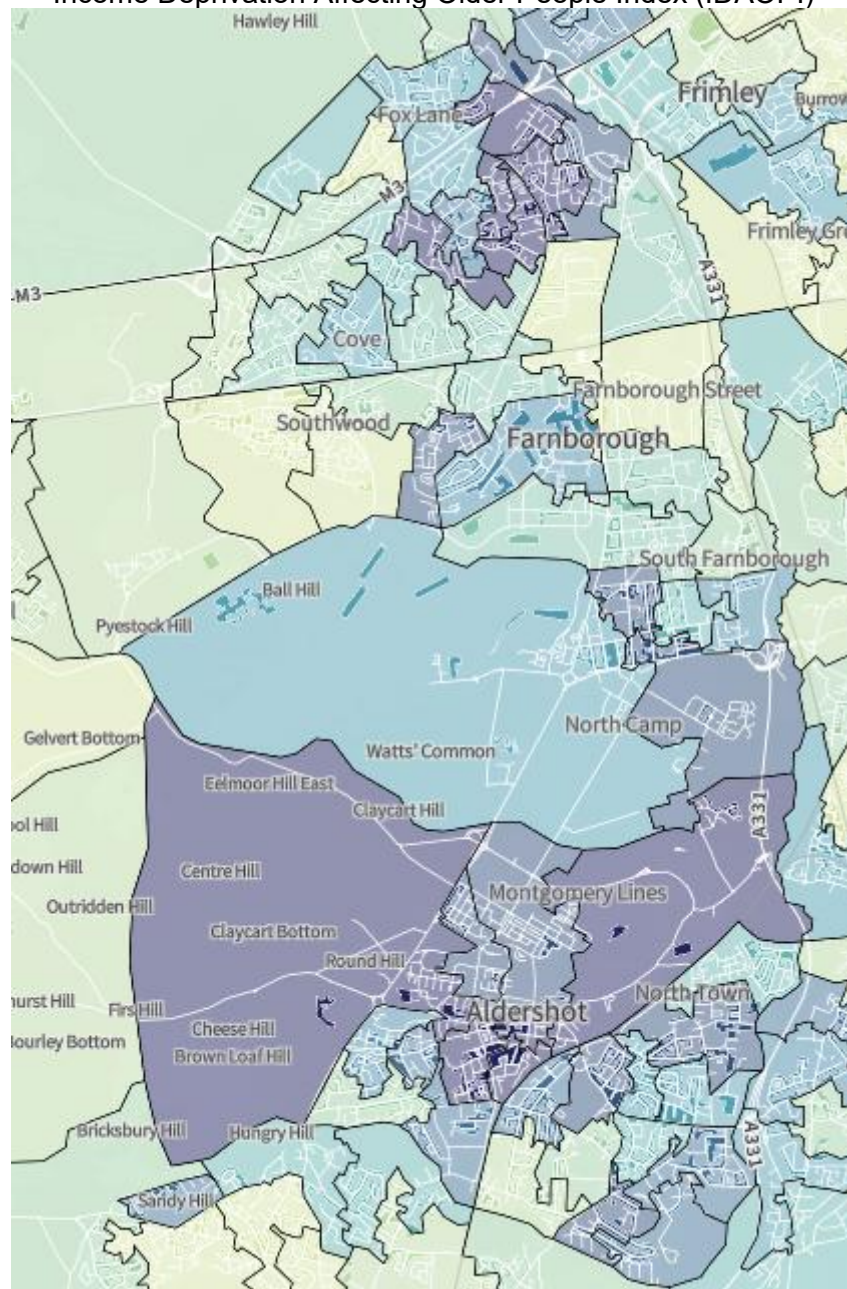 Income Deprivation Affecting Older People Index (IDAOPI)
Hawley Hill
Frimley
Fox Lane
M3
Frimley
A331
M3
Cove
Farnborough Street
Southwood
Farnborough
South Farnborough
Ball Hill
Pyestock Hill
North Camp
Gelvert Bottom
Watts' Common
Eelmoor Hill East
A331
Claycart Hill
Hill
down Hill
Centre Hill
Montgomery Lines
Outridden Hill
Claycart Bottom
Round Hill
North Town
hurst Hill
Firs Hill
Aldershot
Cheese Hill
Bourley Bottom
Brown Loaf Hill
Bricksbury Hill
Hungry Hill
A331
Sandy Hill